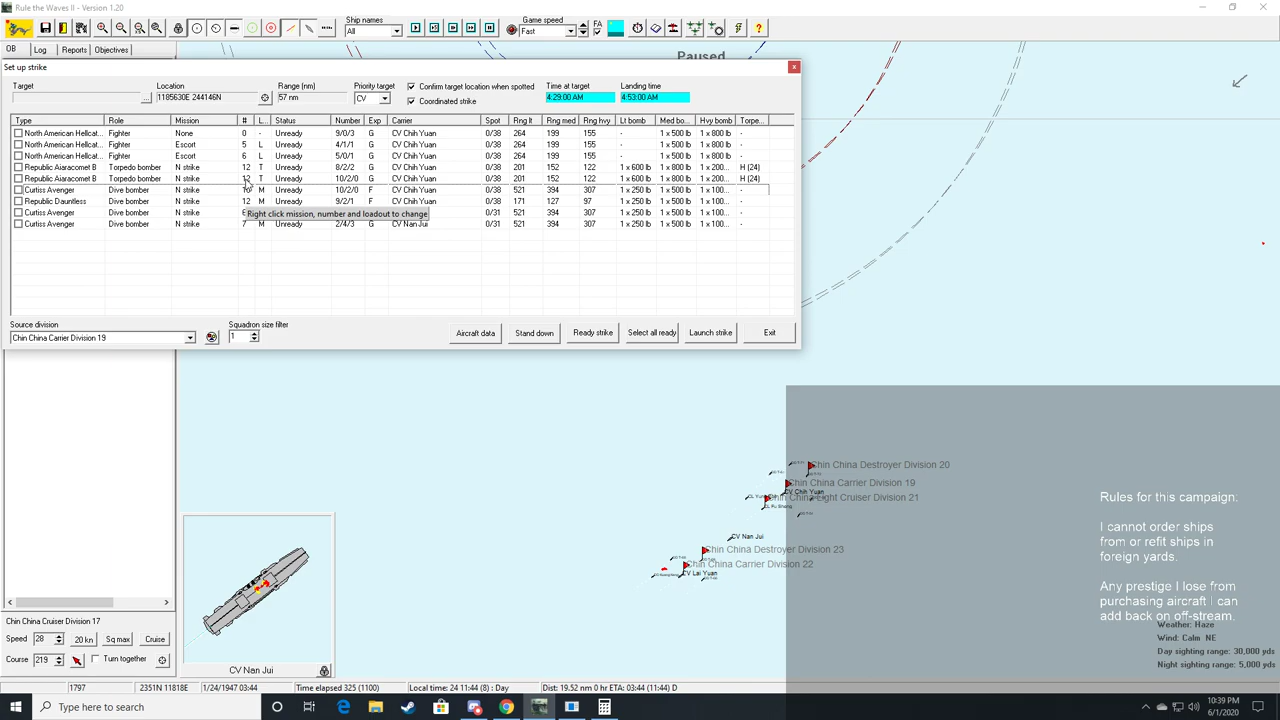 Rule the Waves II - Version 1.20
Ship names
All
Game speed
Fast
FA
OB Log Reports Objectives
Paused
Set up strike
Target
Location
1185630E 244146N
Range (nm)
57 nm
Priority target
CV
Confirm target location when spotted
Coordinated strike
Time at target
4:29:00 AM
Landing time
4:53:00 AM
Type Role Mission # L... Status Number Exp Carrier Spot Rng lt Rng med Rng hvy Lt bomb Med bo... Hvy bomb Torpe...
North American Hellcat... Fighter None 0 - Unready 9/0/3 G CV Chih Yuan 0/38 264 199 155 - 1 x 500 lb 1 x 800 lb -
North American Hellcat... Fighter Escort 5 L Unready 4/1/1 G CV Chih Yuan 0/38 264 199 155 - 1 x 500 lb 1 x 800 lb -
North American Hellcat... Fighter Escort 6 L Unready 5/0/1 G CV Chih Yuan 0/38 264 199 155 - 1 x 500 lb 1 x 800 lb -
Republic Aiaracomet B Torpedo bomber N strike 12 T Unready 8/2/2 G CV Chih Yuan 0/38 201 152 122 1 x 600 lb 1 x 500 lb 1 x 800 lb H (24)
Republic Aiaracomet B Torpedo bomber N strike 12 T Unready 10/2/0 G CV Chih Yuan 0/38 201 152 122 1 x 600 lb 1 x 500 lb 1 x 800 lb H (24)
Curtiss Avenger Dive bomber N strike M Unready 10/2/0 F CV Chih Yuan 0/38 521 394 307 1 x 250 lb 1 x 500 lb 1 x 100... -
Republic Dauntless Dive bomber N strike 12 M Unready 9/2/1 F CV Chih Yuan 0/38 171 127 97 1 x 250 lb 1 x 500 lb 1 x 200... -
Curtiss Avenger Dive bomber N strike 0/31 521 394 307 1 x 250 lb 1 x 500 lb 1 x 100... -
Right click mission, number and loadout to change
Curtiss Avenger Dive bomber N strike 7 M Unready 2/4/3 G CV Nan Jui 0/31 521 394 307 1 x 250 lb 1 x 500 lb 1 x 100... -
Source division
Chin China Carrier Division 19
Squadron size filter
1
Aircraft data
Stand down
Ready strike
Select all ready
Launch strike
Exit
Chin China Destroyer Division 20
Chin China Carrier Division 19
CV Chih Yuan
Chin China Light Cruiser Division 21
CV Nan Jui
Chin China Destroyer Division 23
Chin China Carrier Division 22
CV Lai Yuan
CV Nan Jui
Rules for this campaign:
I cannot order ships
from or refit ships in
foreign yards.
Any prestige I lose from
purchasing aircraft I can
add back on off-stream.
Weather: Haze
Wind: Calm NE
Day sighting range: 30,000 yds
Night sighting range: 5,000 yds
Chin China Cruiser Division 17
Speed 28 20 kn Sq max Cruise
Course 219 Turn together
1797
2351N 11818E
1/24/1947 03:44
Time elapsed 325 (1100)
Local time: 24 11:44 (8) : Day
Dist: 19.52 nm 0 hr ETA: 03:44 (11:44) D
Type here to search
10:39 PM
6/1/2020